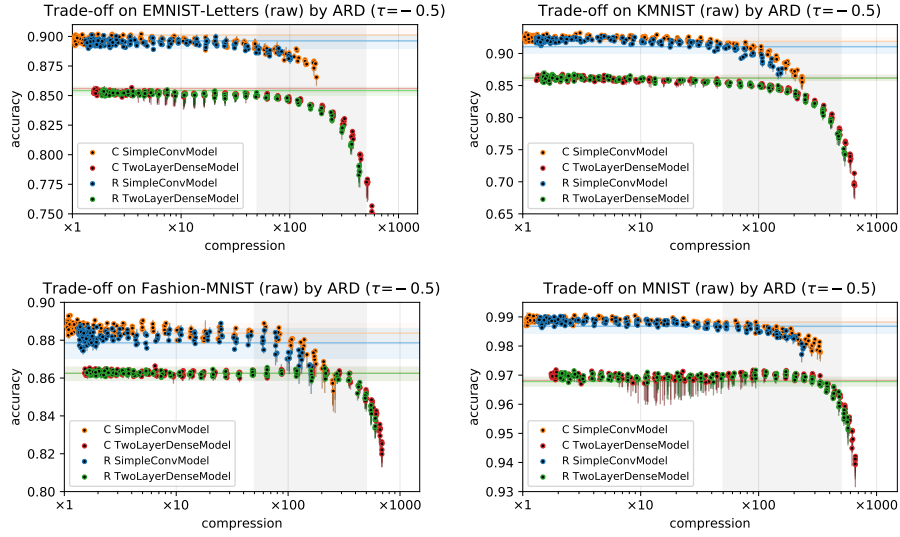 Trade-off on EMNIST-Letters (raw) by ARD (τ=−0.5)
0.900
0.875
0.850
0.825
0.800
0.775
0.750
accuracy
C SimpleConvModel
C TwoLayerDenseModel
R SimpleConvModel
R TwoLayerDenseModel
×1 ×10 ×100 ×1000
compression
Trade-off on KMNIST (raw) by ARD (τ=−0.5)
0.90
0.85
0.80
0.75
0.70
0.65
accuracy
C SimpleConvModel
C TwoLayerDenseModel
R SimpleConvModel
R TwoLayerDenseModel
×1 ×10 ×100 ×1000
compression
Trade-off on Fashion-MNIST (raw) by ARD (τ=−0.5)
0.90
0.88
0.86
0.84
0.82
0.80
accuracy
C SimpleConvModel
C TwoLayerDenseModel
R SimpleConvModel
R TwoLayerDenseModel
×1 ×10 ×100 ×1000
compression
Trade-off on MNIST (raw) by ARD (τ=−0.5)
0.99
0.98
0.97
0.96
0.95
0.94
0.93
accuracy
C SimpleConvModel
C TwoLayerDenseModel
R SimpleConvModel
R TwoLayerDenseModel
×1 ×10 ×100 ×1000
compression